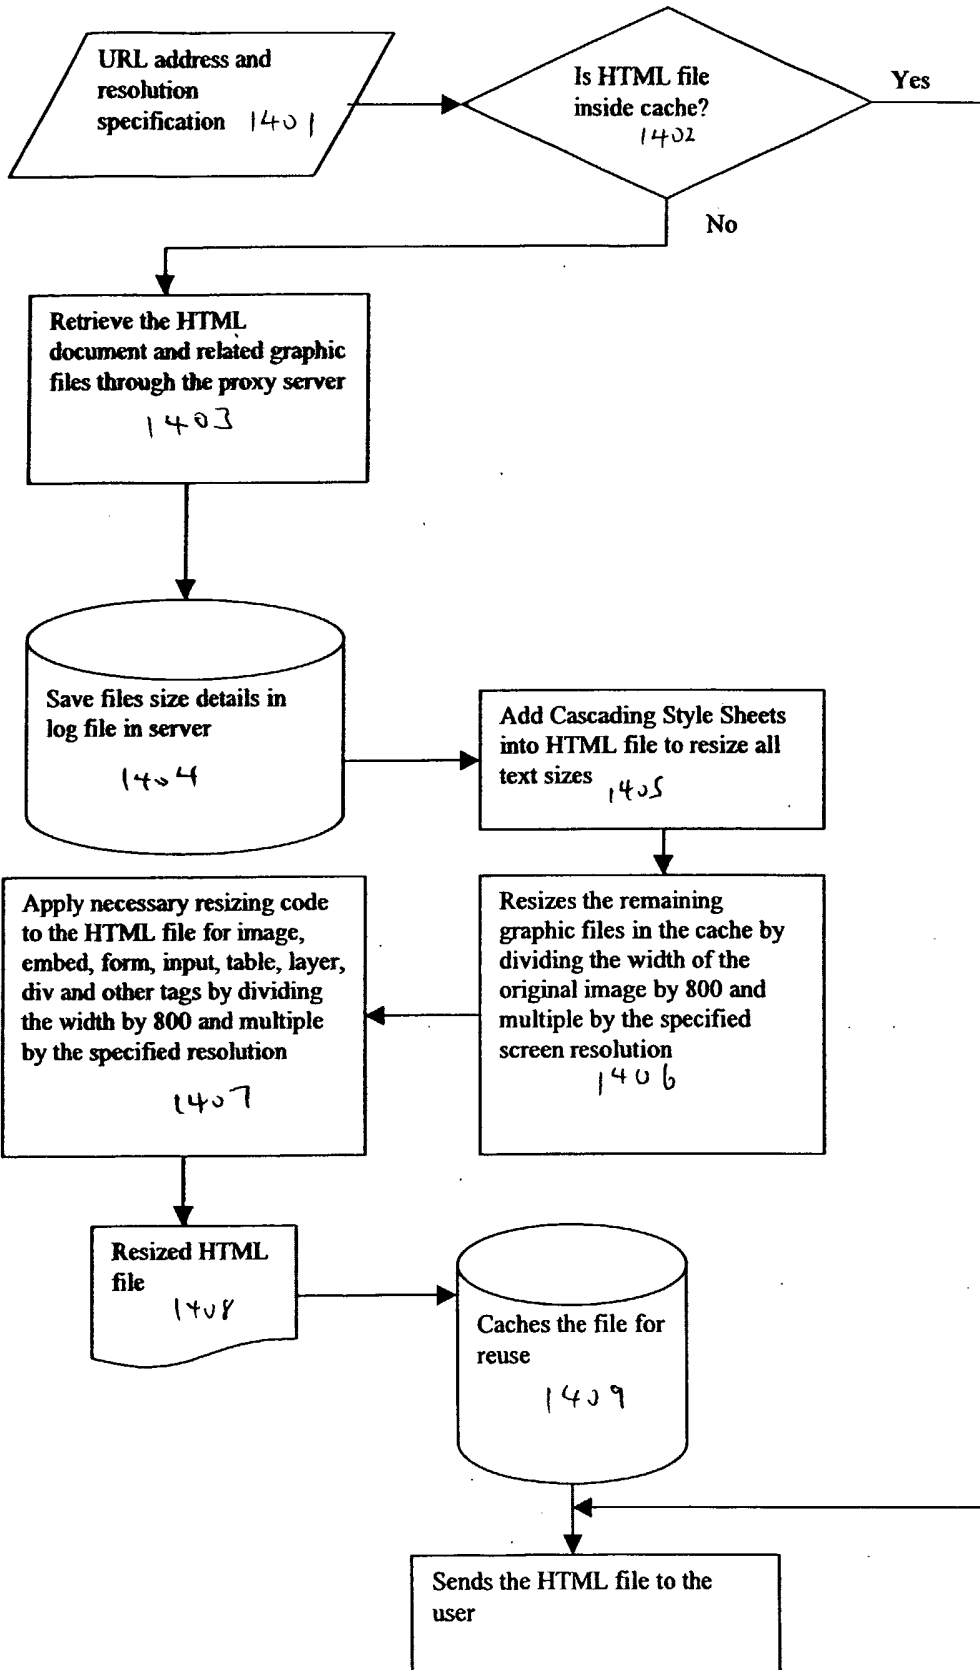 URL address and
resolution
specification 1401
Is HTML file
inside cache?
1402
Yes
No
Retrieve the HTML
document and related graphic
files through the proxy server
1403
Save files size details in
log file in server
1404
Add Cascading Style Sheets
into HTML file to resize all
text sizes 1405
Resizes the remaining
graphic files in the cache by
dividing the width of the
original image by 800 and
multiple by the specified
screen resolution
1406
Apply necessary resizing code
to the HTML file for image,
embed, form, input, table, layer,
div and other tags by dividing
the width by 800 and multiple
by the specified resolution
1407
Resized HTML
file
1408
Caches the file for
reuse
1409
Sends the HTML file to the
user